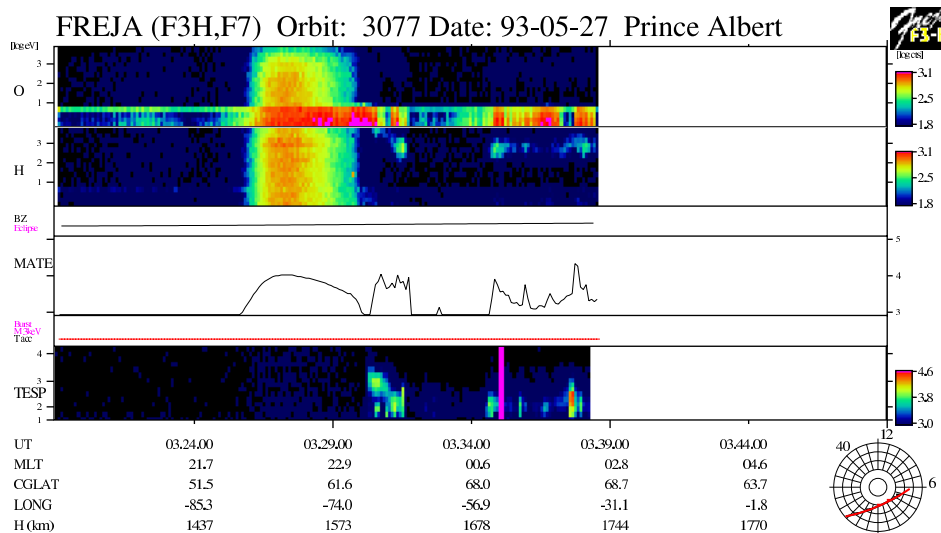 FREJA (F3H,F7) Orbit: 3077 Date: 93-05-27 Prince Albert
F3-
[log eV]
[log cts]
3
2
1
O
3.1
2.5
1.8
3
2
1
H
3.1
2.5
1.8
BZ
Eclipse
MATE
5
4
3
Burst
M.3keV
Tacc
4
3
2
1
TESP
4.6
3.8
3.0
UT 03.24.00 03.29.00 03.34.00 03.39.00 03.44.00
MLT 21.7 22.9 00.6 02.8 04.6
CGLAT 51.5 61.6 68.0 68.7 63.7
LONG -85.3 -74.0 -56.9 -31.1 -1.8
H (km) 1437 1573 1678 1744 1770
12
40
6